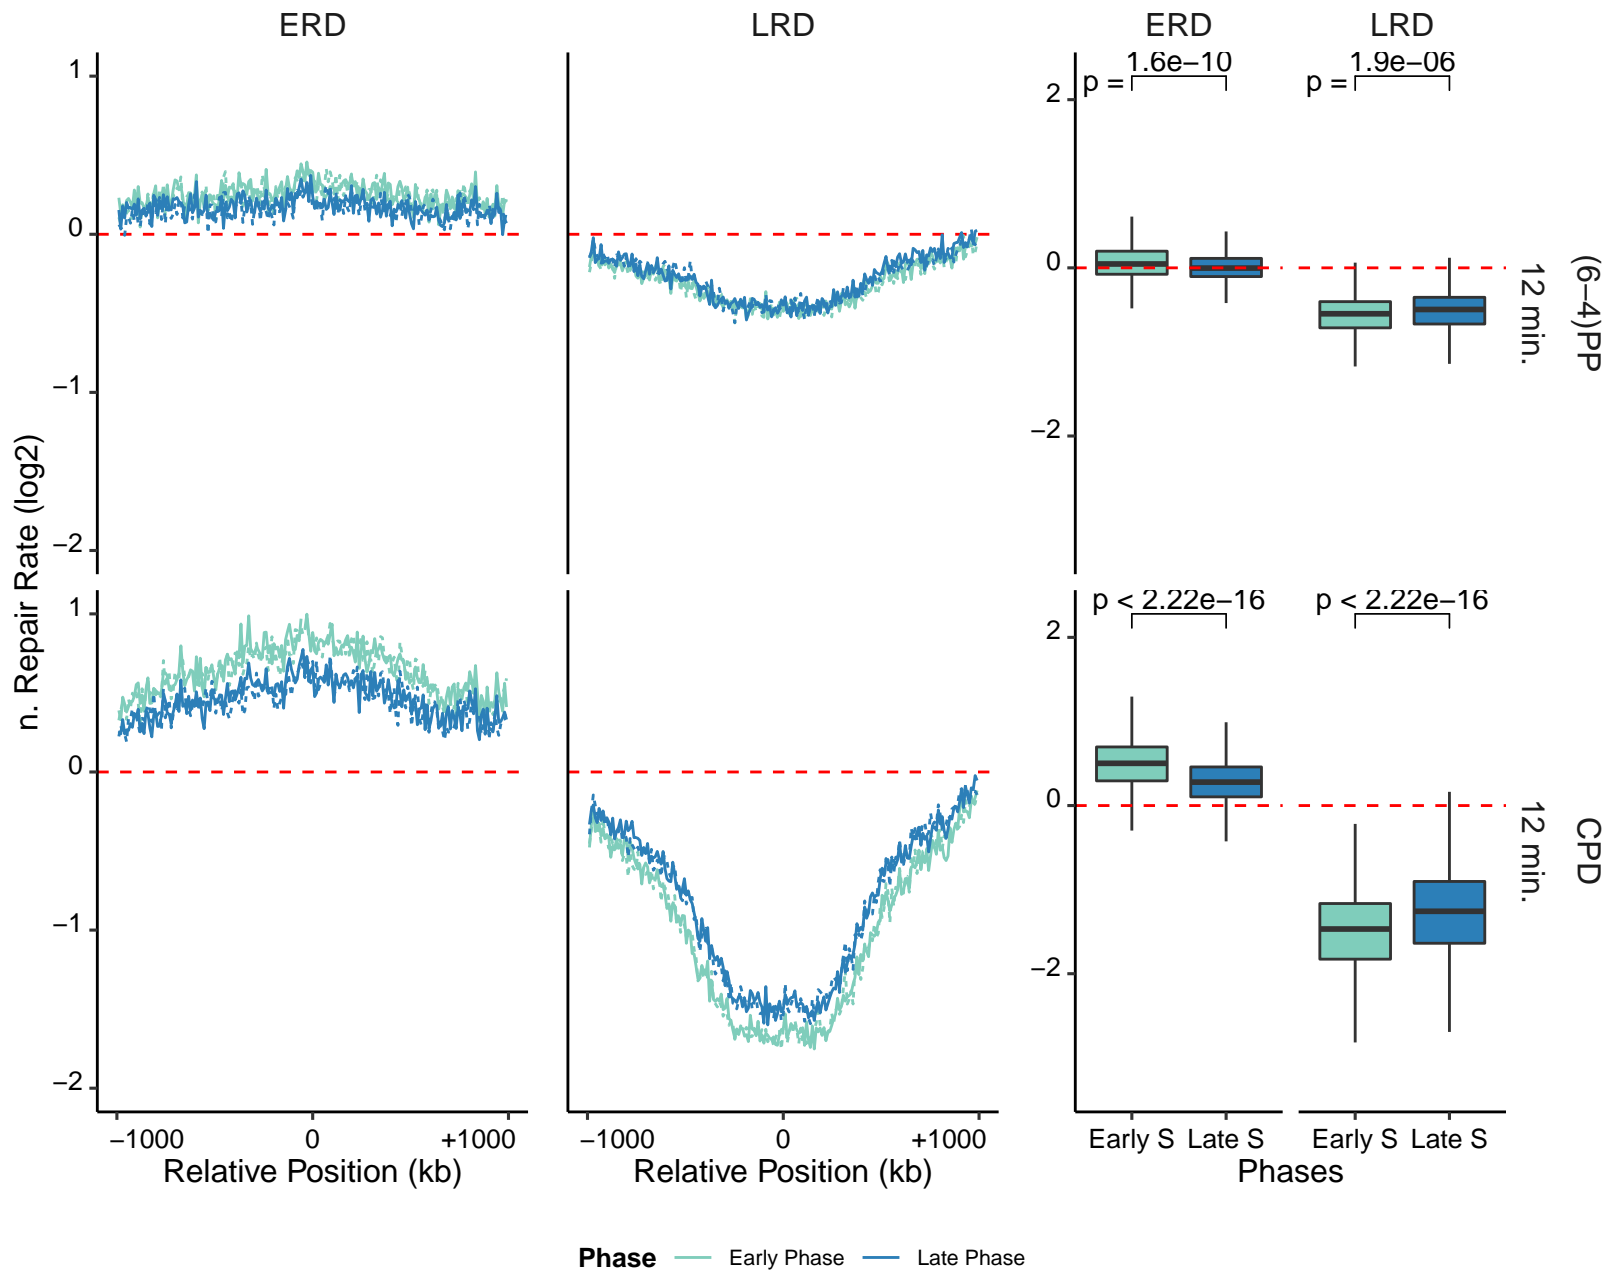 ERD
LRD
ERD
LRD
n. Repair Rate (log2)
1
0
−1
−2
1
0
−1
−2
−1000 0 +1000
Relative Position (kb)
−1000 0 +1000
Relative Position (kb)
2
0
−2
p = 1.6e−10
p = 1.9e−06
12 min.
(6−4)PP
2
0
−2
p < 2.22e−16
p < 2.22e−16
12 min.
CPD
Early S Late S
Early S Late S
Phases
Phase Early Phase Late Phase